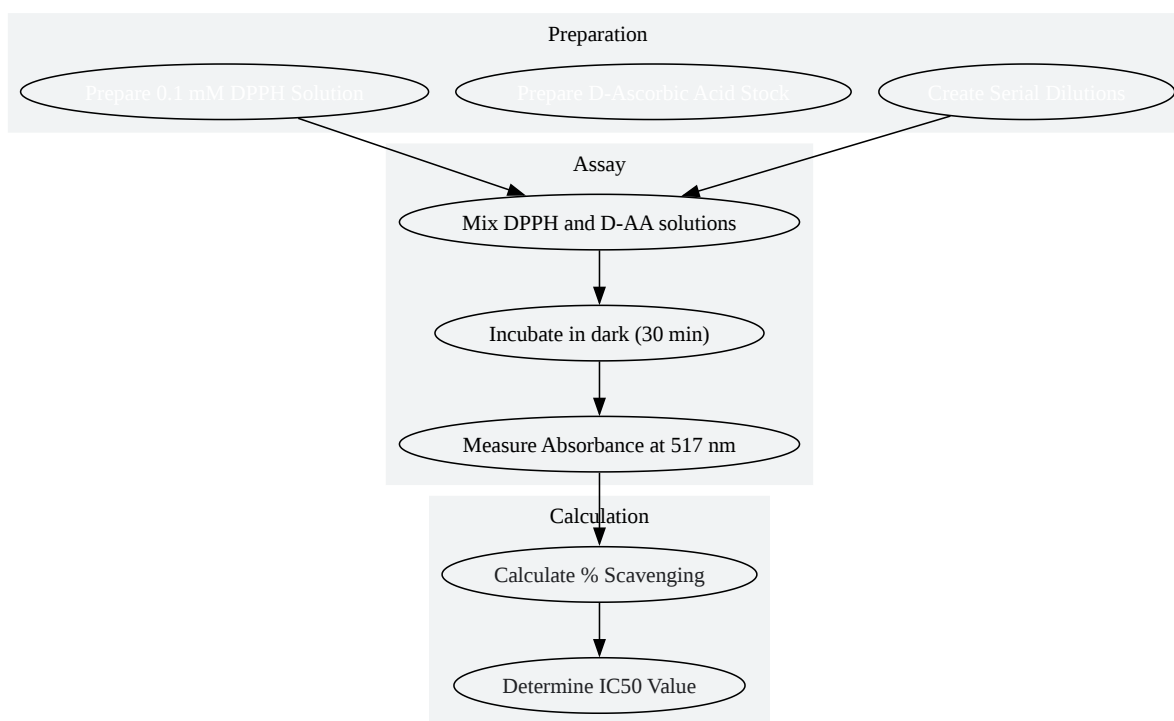 Preparation
Prepare 0.1 mM DPPH Solution
Prepare D-Ascorbic Acid Stock
Create Serial Dilutions
Assay
Mix DPPH and D-AA solutions
Incubate in dark (30 min)
Measure Absorbance at 517 nm
Calculation
Calculate % Scavenging
Determine IC50 Value